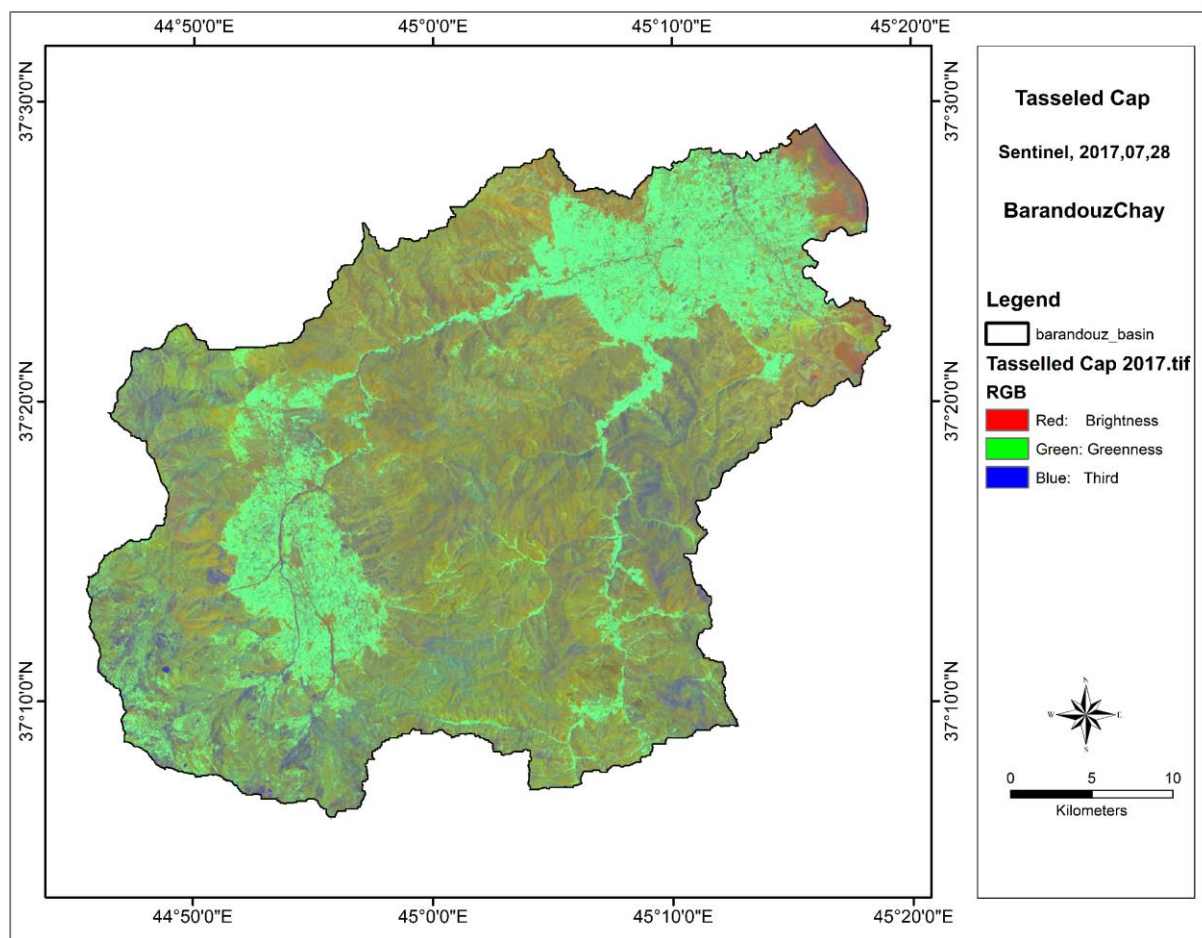 44°50'0"E 45°0'0"E 45°10'0"E 45°20'0"E
37°30'0"N 37°30'0"N
37°20'0"N 37°20'0"N
37°10'0"N 37°10'0"N
44°50'0"E 45°0'0"E 45°10'0"E 45°20'0"E
Tasseled Cap
Sentinel, 2017,07,28
BarandouzChay
Legend
barandouz_basin
Tasselled Cap 2017.tif
RGB
Red: Brightness
Green: Greenness
Blue: Third
N
W E
S
0 5 10
Kilometers